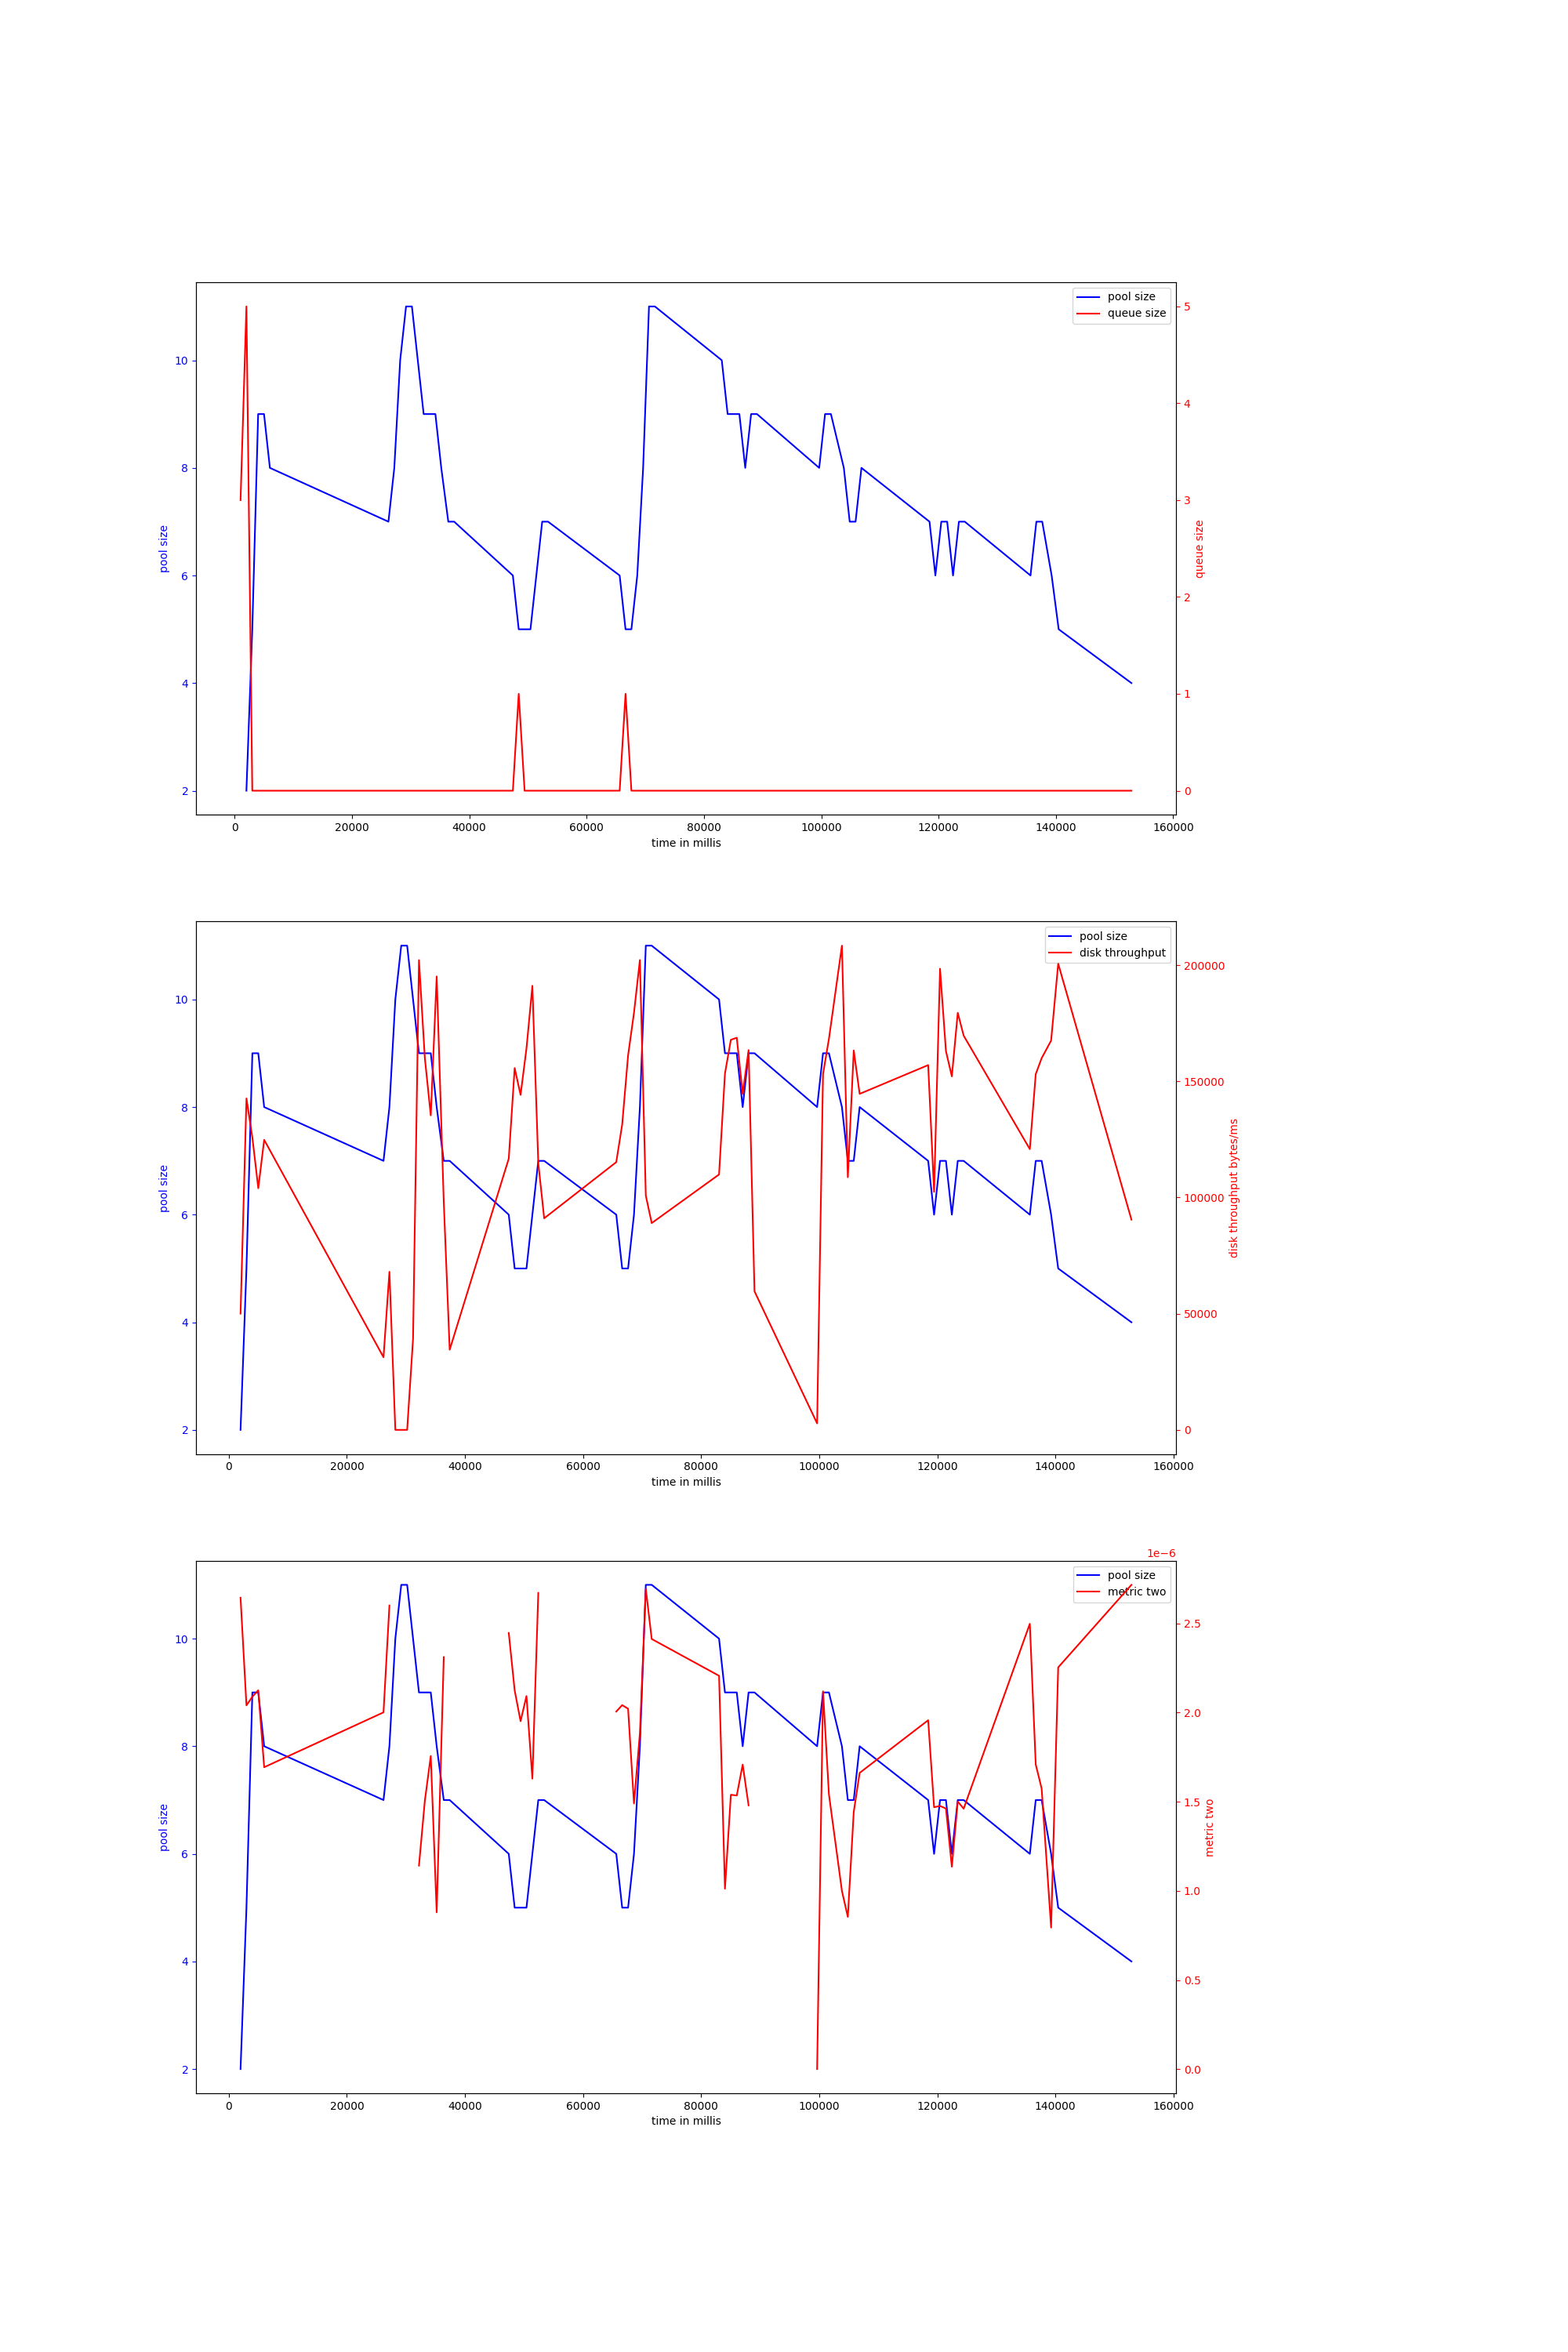 pool size
queue size
10
8
6
4
2
pool size
5
4
3
2
1
0
queue size
0 20000 40000 60000 80000 100000 120000 140000 160000
time in millis
pool size
disk throughput
10
8
6
4
2
pool size
200000
150000
100000
50000
0
disk throughput bytes/ms
0 20000 40000 60000 80000 100000 120000 140000 160000
time in millis
1e−6
pool size
metric two
10
8
6
4
2
pool size
2.5
2.0
1.5
1.0
0.5
0.0
metric two
0 20000 40000 60000 80000 100000 120000 140000 160000
time in millis